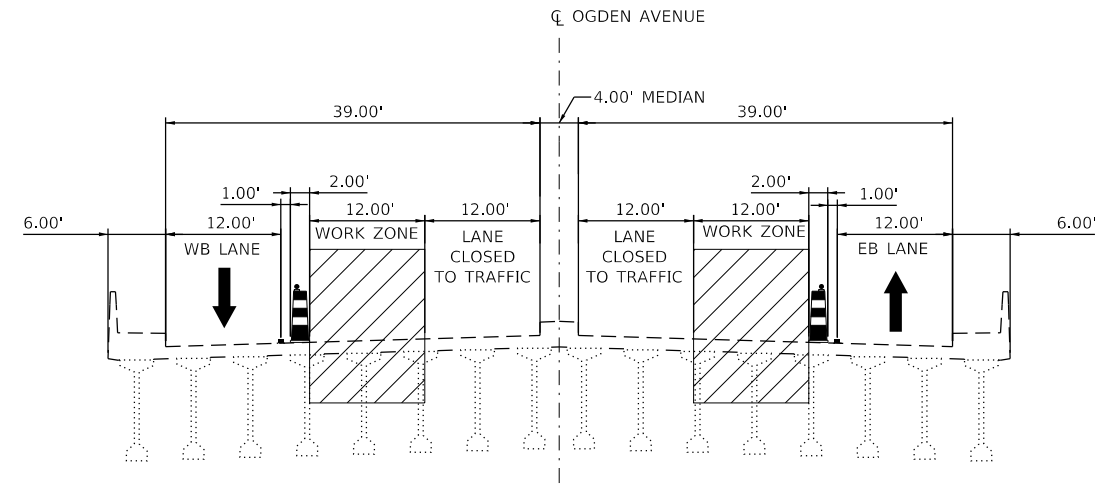 ℄ OGDEN AVENUE
4.00' MEDIAN
39.00'
39.00'
2.00'
2.00'
1.00'
1.00'
6.00'
12.00'
12.00'
12.00'
12.00'
12.00'
12.00'
6.00'
WB LANE
WORK ZONE
LANE
CLOSED
TO TRAFFIC
LANE
CLOSED
TO TRAFFIC
WORK ZONE
EB LANE